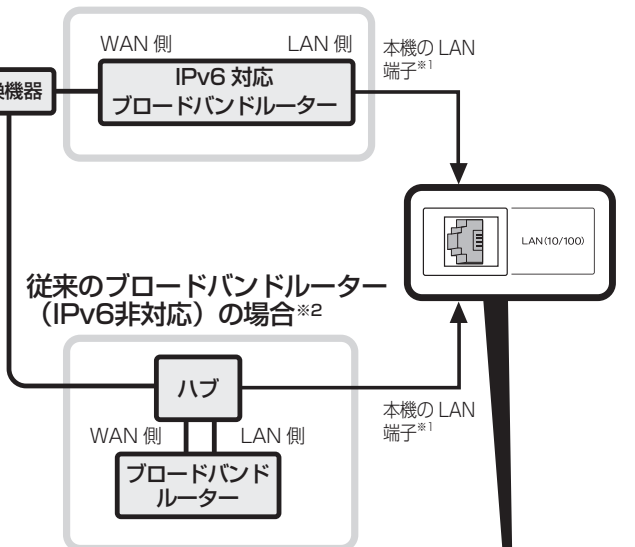 WAN 側
LAN 側
本機の LAN
端子※1
換機器
IPv6 対応
ブロードバンドルーター
LAN(10/100)
従来のブロードバンドルーター
（IPv6非対応）の場合※2
ハブ
本機の LAN
端子※1
WAN 側
LAN 側
ブロードバンド
ルーター